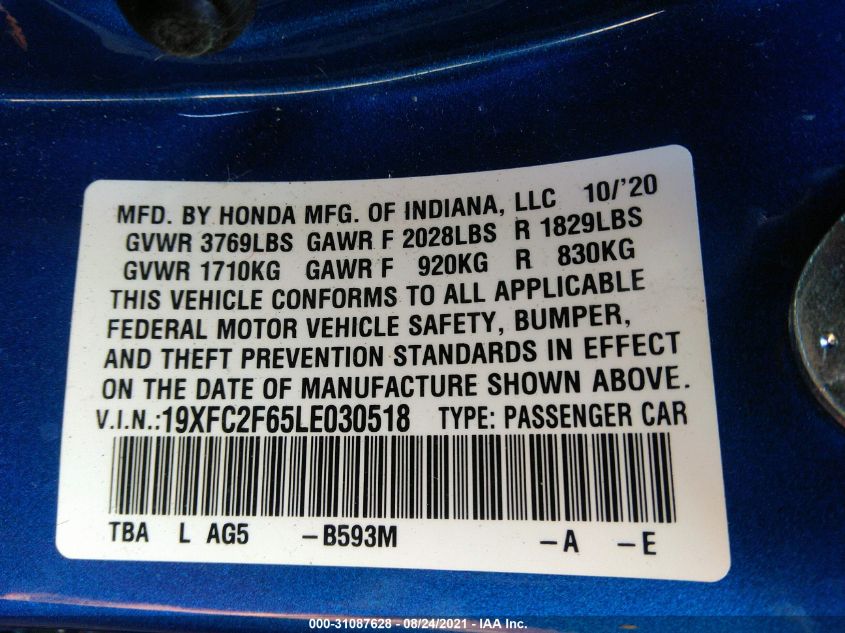 MFD. BY HONDA MFG. OF INDIANA, LLC 10/'20
GVWR 3769LBS GAWR F 2028LBS R 1829LBS
GVWR 1710KG GAWR F 920KG R 830KG
THIS VEHICLE CONFORMS TO ALL APPLICABLE
FEDERAL MOTOR VEHICLE SAFETY, BUMPER,
AND THEFT PREVENTION STANDARDS IN EFFECT
ON THE DATE OF MANUFACTURE SHOWN ABOVE.
V.I.N.:19XFC2F65LE030518 TYPE: PASSENGER CAR
TBA L AG5 -B593M -A -E
000-31087628 - 08/24/2021 - IAA Inc.